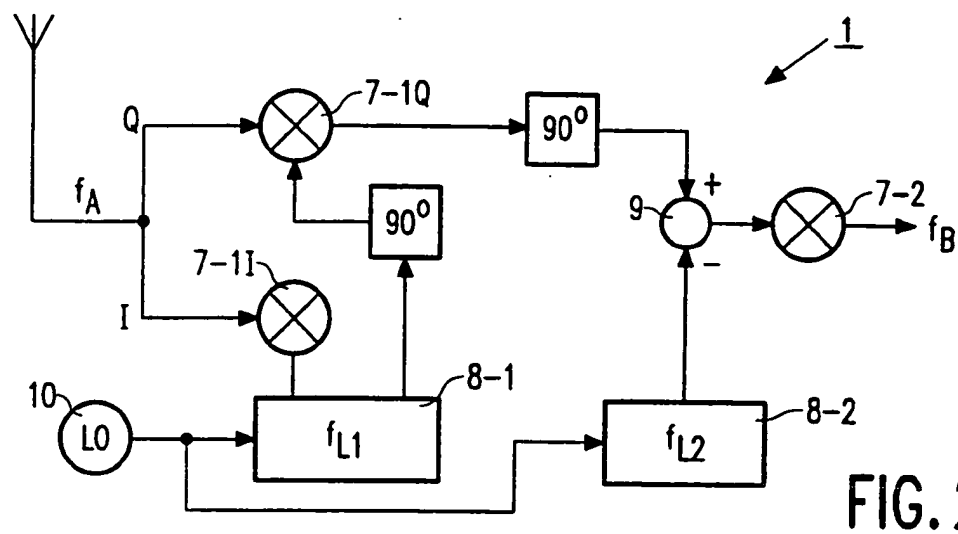 1
7-1Q
Q
90°
+
7-2
f_A
90°
9
f_B
−
7-1I
I
8-1
10
LO
f_L1
8-2
f_L2
FIG.